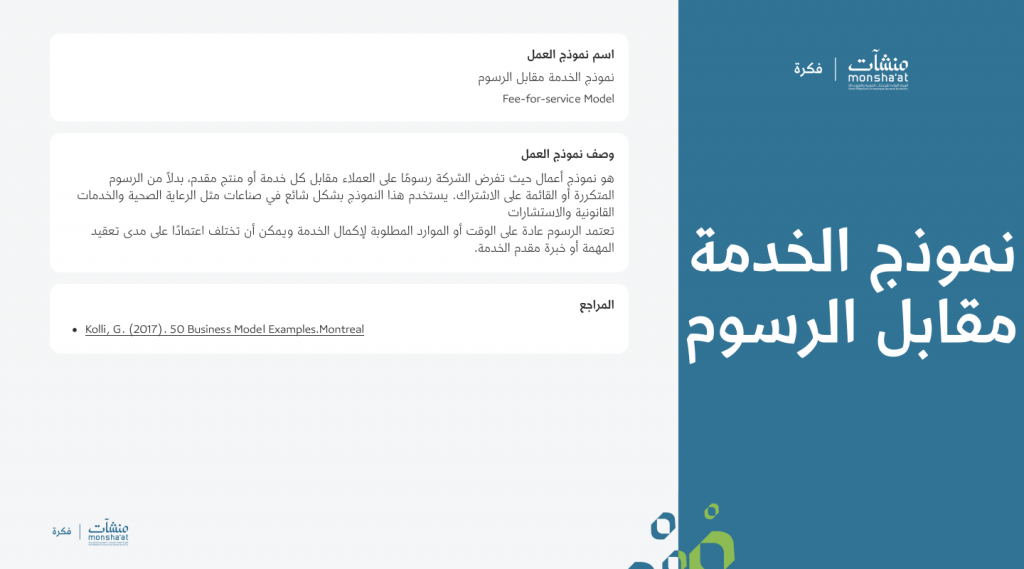 منشآت
monsha'at
فكرة
نموذج الخدمة
مقابل الرسوم
اسم نموذج العمل
نموذج الخدمة مقابل الرسوم
Fee-for-service Model
وصف نموذج العمل
هو نموذج أعمال حيث تفرض الشركة رسومًا على العملاء مقابل كل خدمة أو منتج مقدم، بدلاً من الرسوم
المتكررة أو القائمة على الاشتراك. يستخدم هذا النموذج بشكل شائع في صناعات مثل الرعاية الصحية والخدمات
القانونية والاستشارات
تعتمد الرسوم عادة على الوقت أو الموارد المطلوبة لإكمال الخدمة ويمكن أن تختلف اعتمادًا على مدى تعقيد
المهمة أو خبرة مقدم الخدمة.
المراجع
• Kolli, G. (2017). 50 Business Model Examples.Montreal
منشآت
monsha'at
فكرة